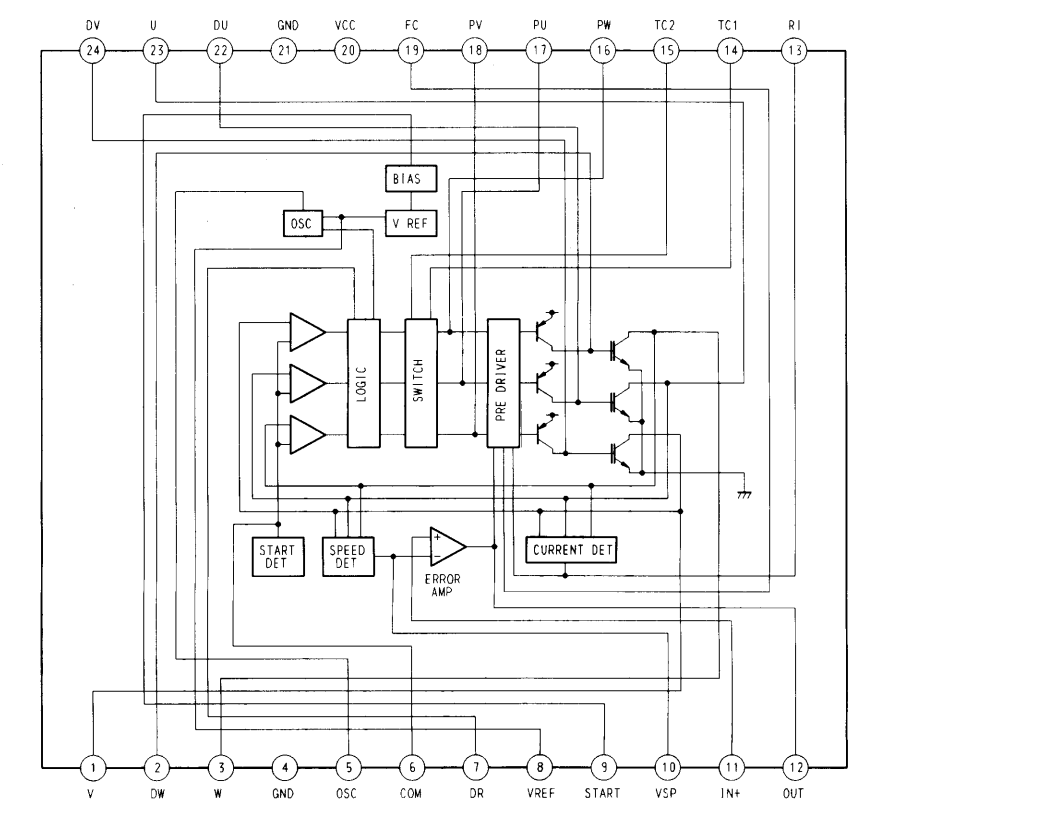 DV U DU GND VCC FC PV PU PW TC2 TC1 RI
24 23 22 21 20 19 18 17 16 15 14 13
BIAS
OSC
V REF
LOGIC
SWITCH
PRE DRIVER
START
DET
SPEED
DET
+
−
ERROR
AMP
CURRENT DET
1 2 3 4 5 6 7 8 9 10 11 12
V DW W GND OSC COM DR VREF START VSP IN+ OUT